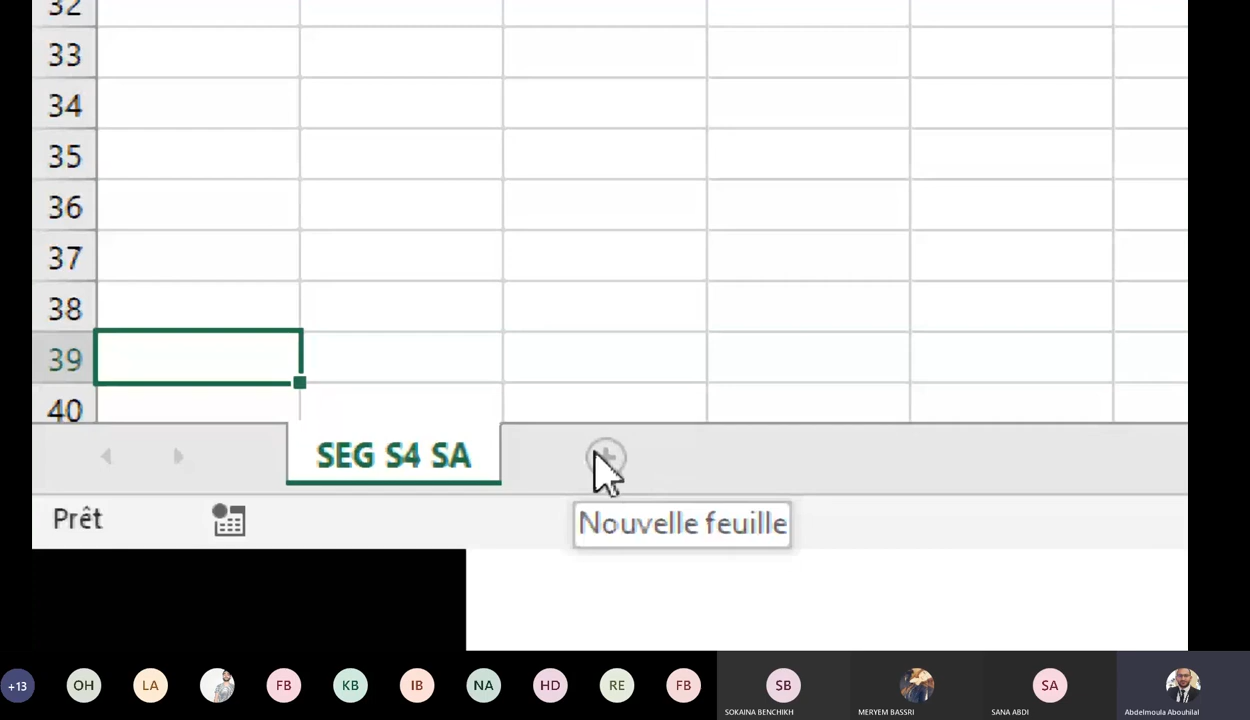 32
33
34
35
36
37
38
39
40
SEG S4 SA
Prêt
Nouvelle feuille
+13 OH LA FB KB IB NA HD RE FB SB SA
SOKAINA BENCHIKH MERYEM BASSRI SANA ABDI Abdelmoula Abouhilal